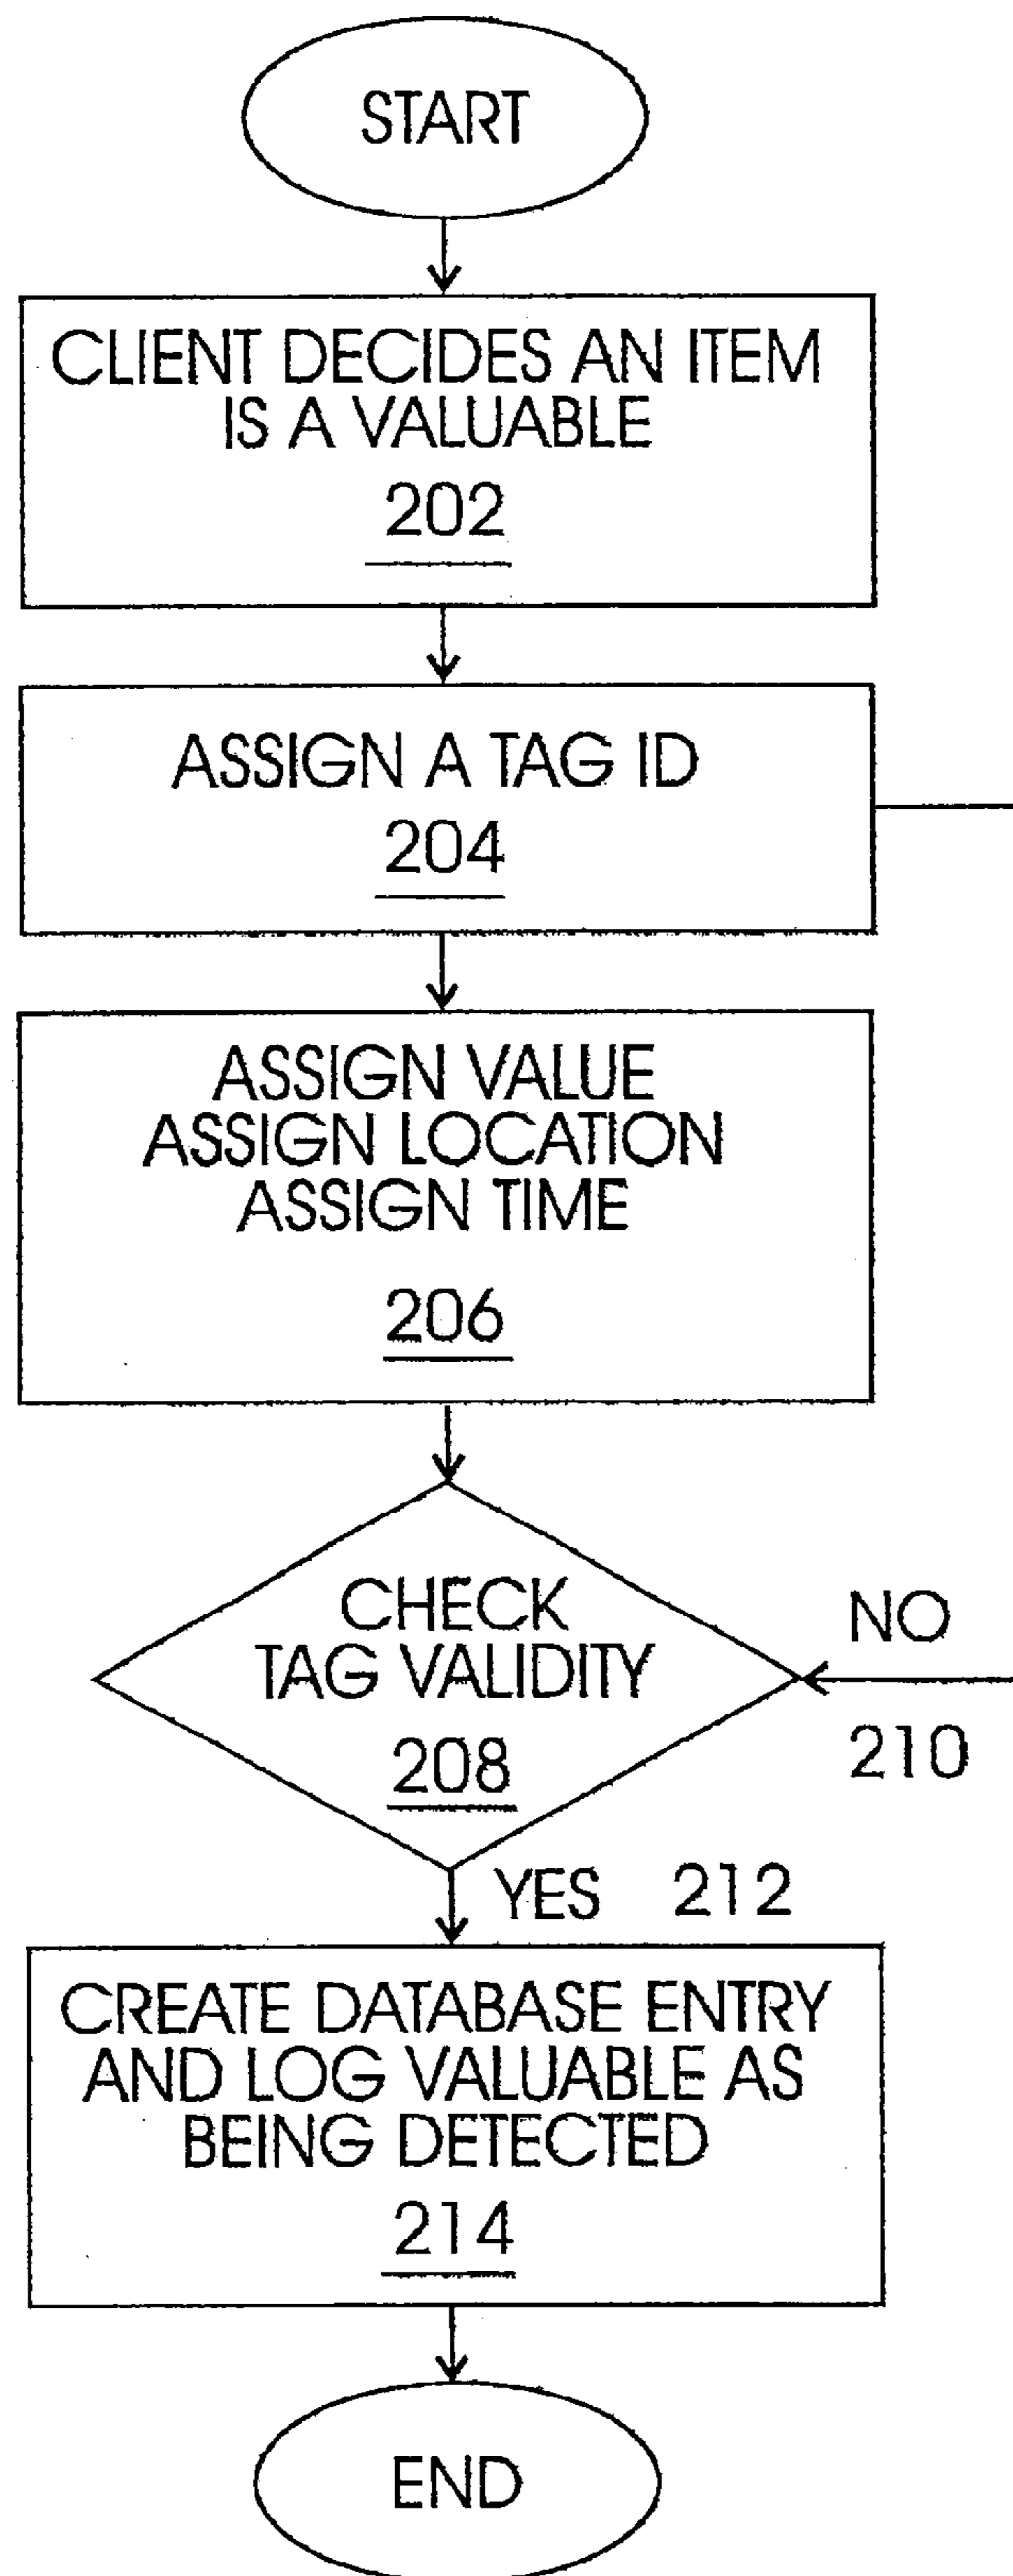 START
CLIENT DECIDES AN ITEM
IS A VALUABLE
202
ASSIGN A TAG ID
204
ASSIGN VALUE
ASSIGN LOCATION
ASSIGN TIME
206
CHECK
TAG VALIDITY
208
NO
210
YES 212
CREATE DATABASE ENTRY
AND LOG VALUABLE AS
BEING DETECTED
214
END